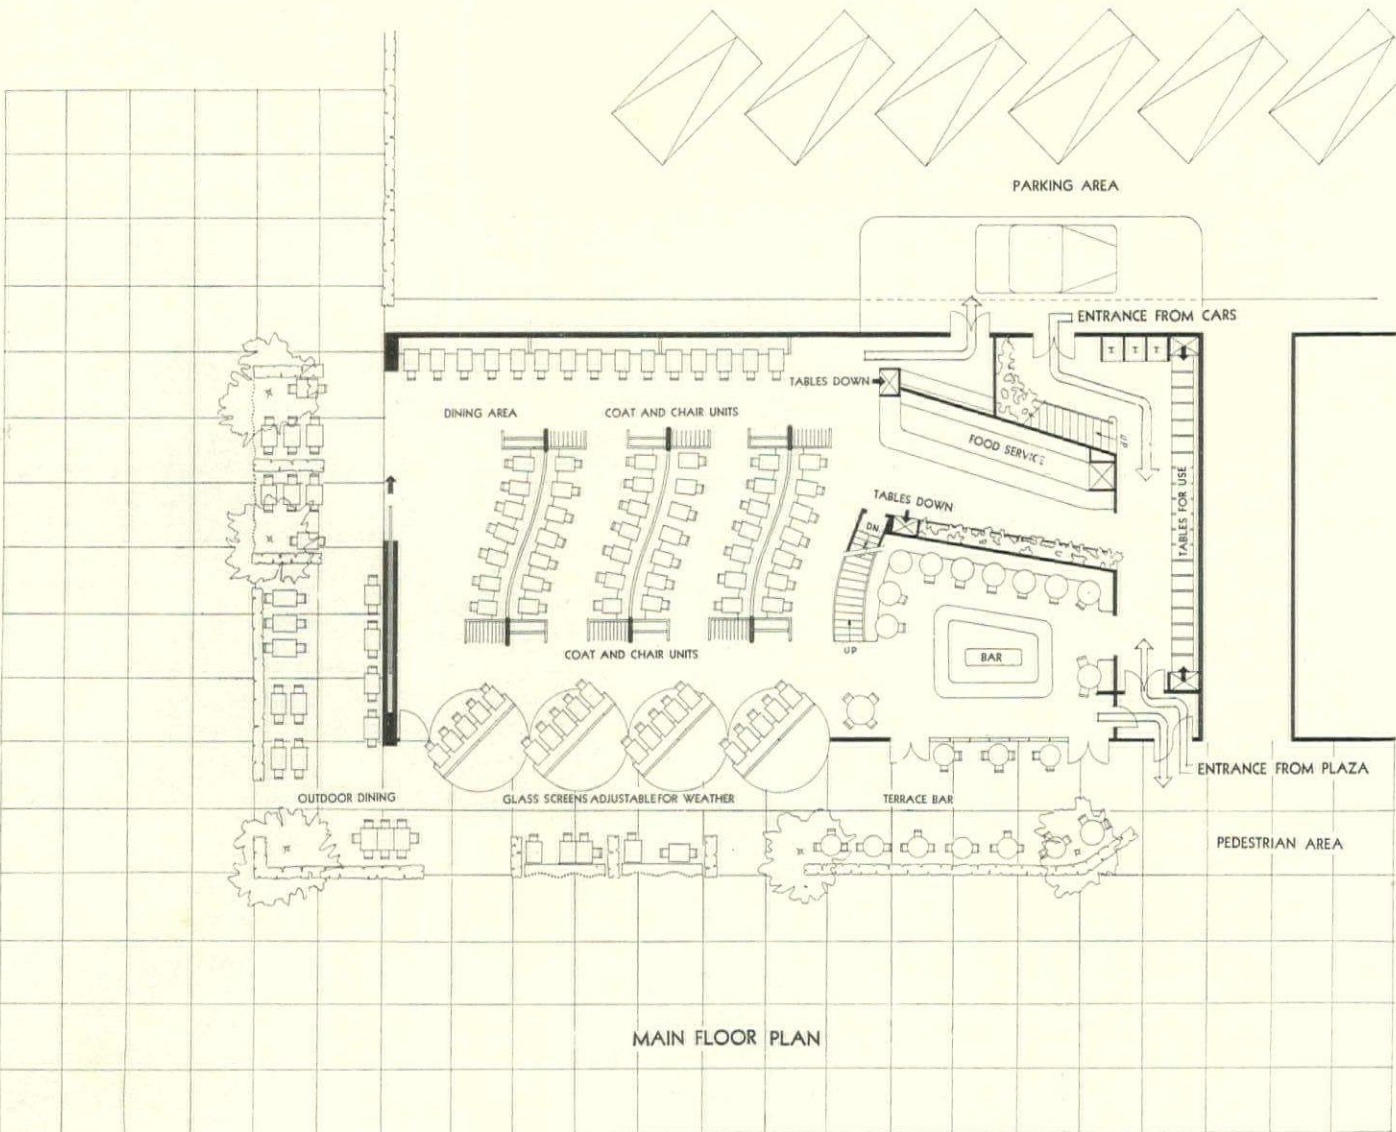 PARKING AREA
ENTRANCE FROM CARS
T T T
TABLES DOWN
DINING AREA
COAT AND CHAIR UNITS
UP
FOOD SERVICE
TABLES FOR USE
TABLES DOWN
DN
UP
BAR
COAT AND CHAIR UNITS
ENTRANCE FROM PLAZA
OUTDOOR DINING
GLASS SCREENS ADJUSTABLE FOR WEATHER
TERRACE BAR
PEDESTRIAN AREA
MAIN FLOOR PLAN